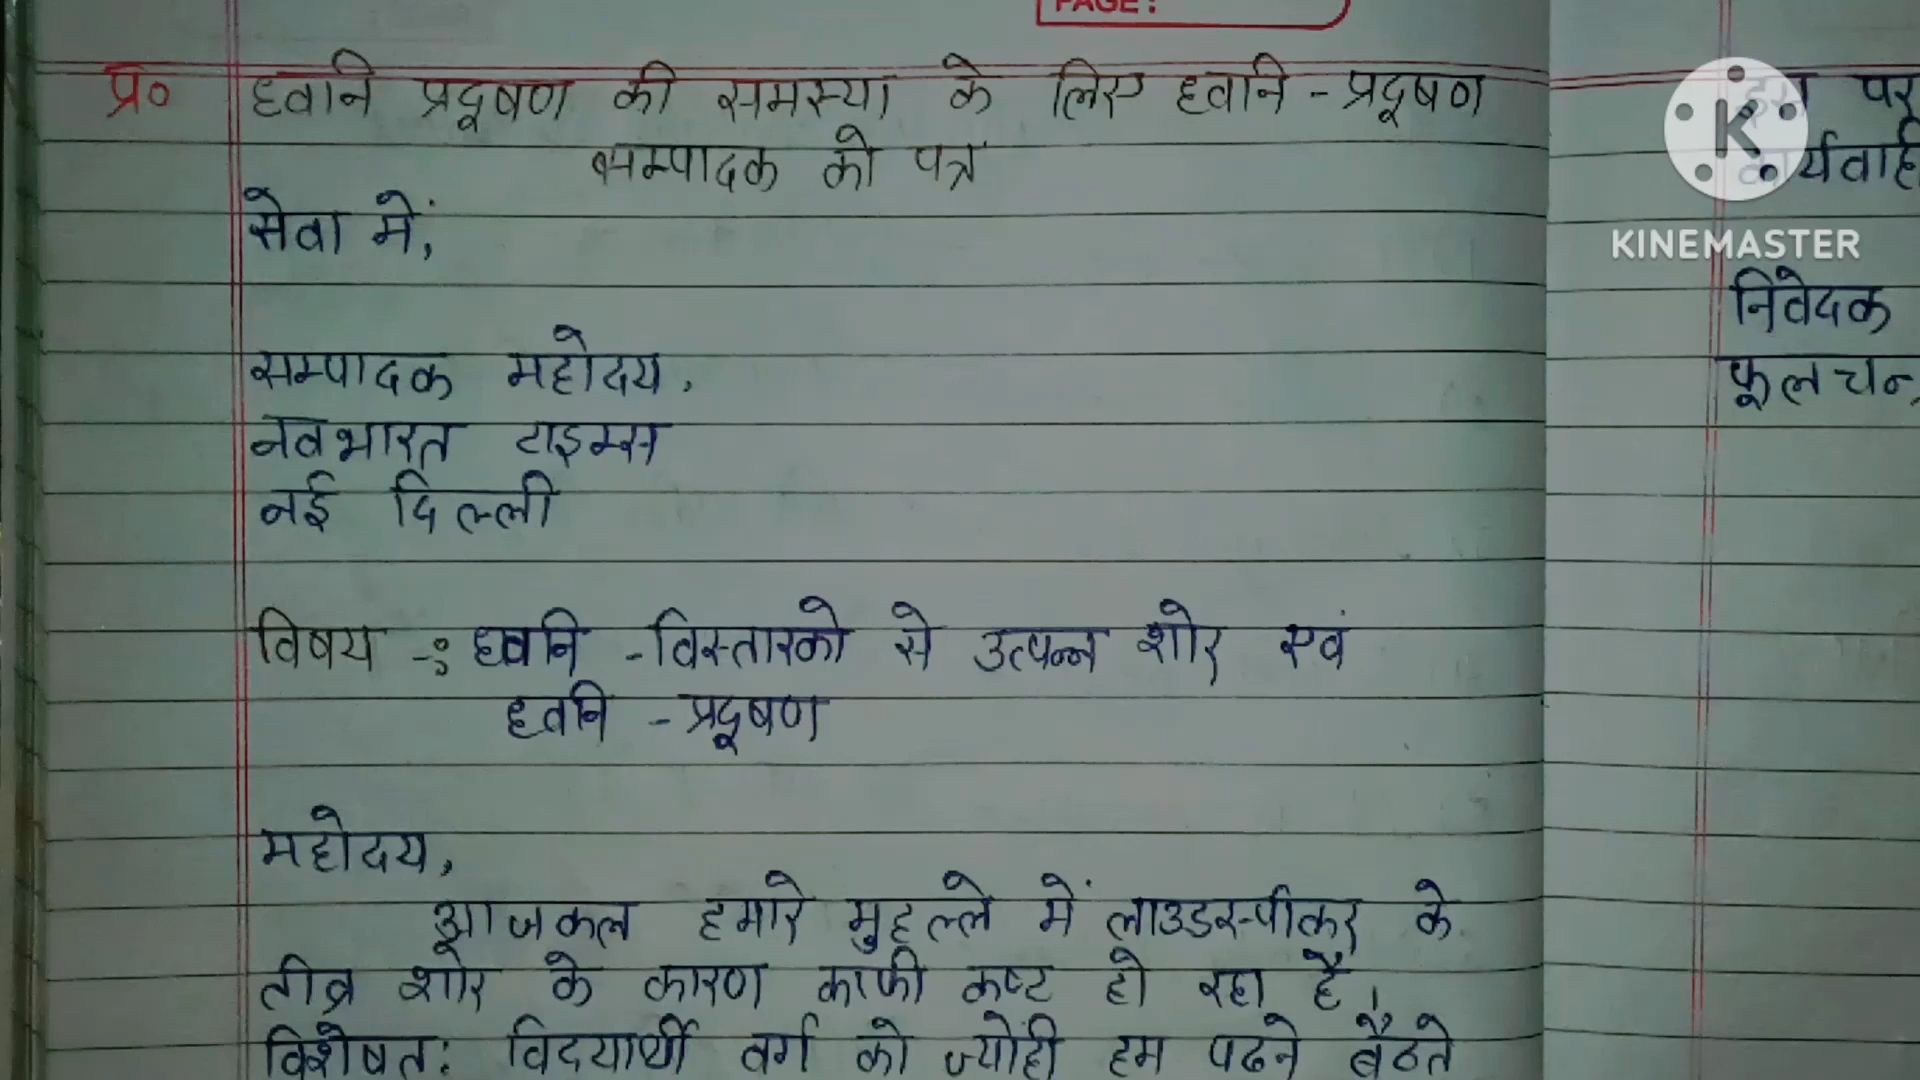 PAGE:
प्र० ध्वनि प्रदूषण की समस्या के लिए ध्वनि - प्रदूषण
सम्पादक को पत्र
सेवा में,
सम्पादक महोदय,
नवभारत टाइम्स
नई दिल्ली
विषय -: ध्वनि - विस्तारको से उत्पन्न शोर एवं
ध्वनि - प्रदूषण
महोदय,
आजकल हमारे मुहल्ले में लाउडस्पीकर के
तीव्र शोर के कारण काफी कष्ट हो रहा है,
विशेषत: विदयार्थी वर्ग को ज्योंही हम पढने बैठते
पर
KINEMASTER
निवेदक